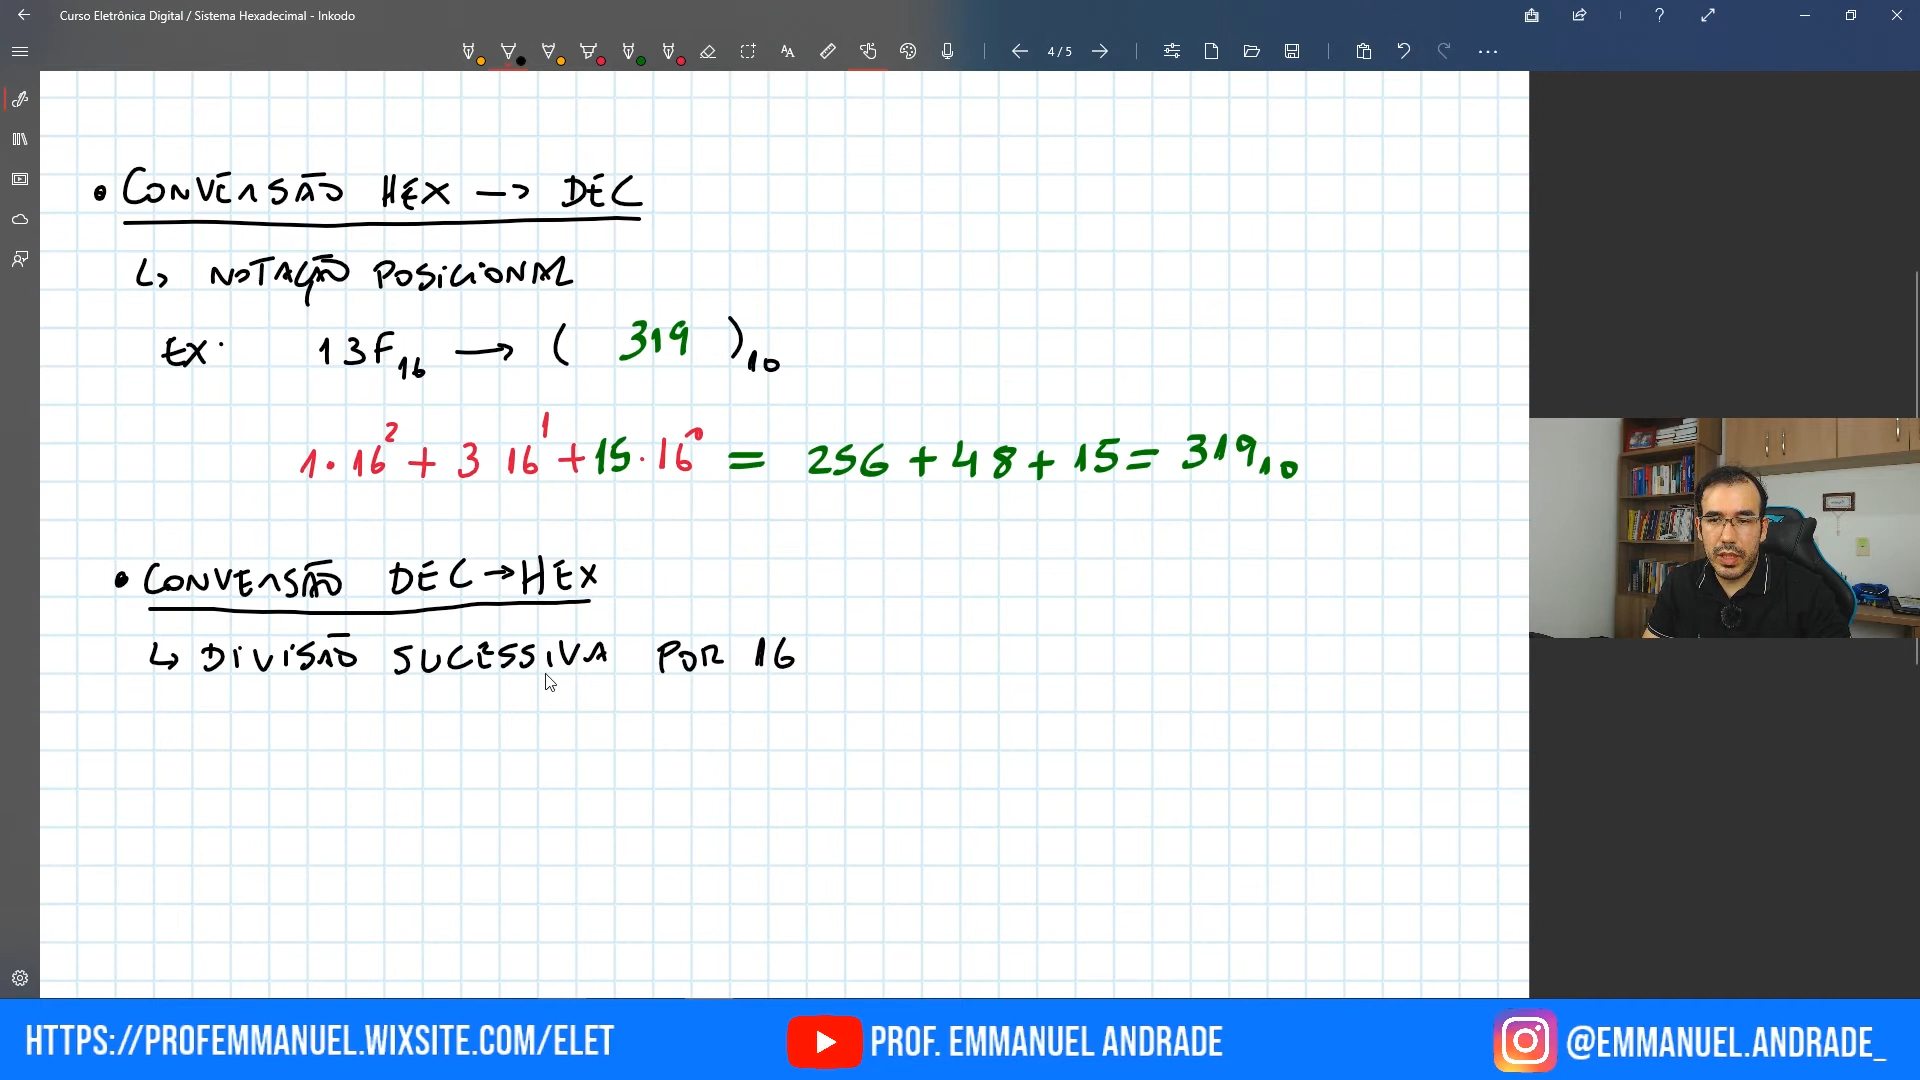 Curso Eletrônica Digital / Sistema Hexadecimal - Inkodo
4/5
• CONVERSÃO HEX → DEC
↳ NOTAÇÃO POSICIONAL
EX: 13F₁₆ → ( 319 )₁₀
1·16² + 3 16¹ + 15·16⁰ = 256 + 48 + 15 = 319₁₀
• CONVERSÃO DEC → HEX
↳ DIVISÃO SUCESSIVA POR 16
HTTPS://PROFEMMANUEL.WIXSITE.COM/ELET
PROF. EMMANUEL ANDRADE
@EMMANUEL.ANDRADE_